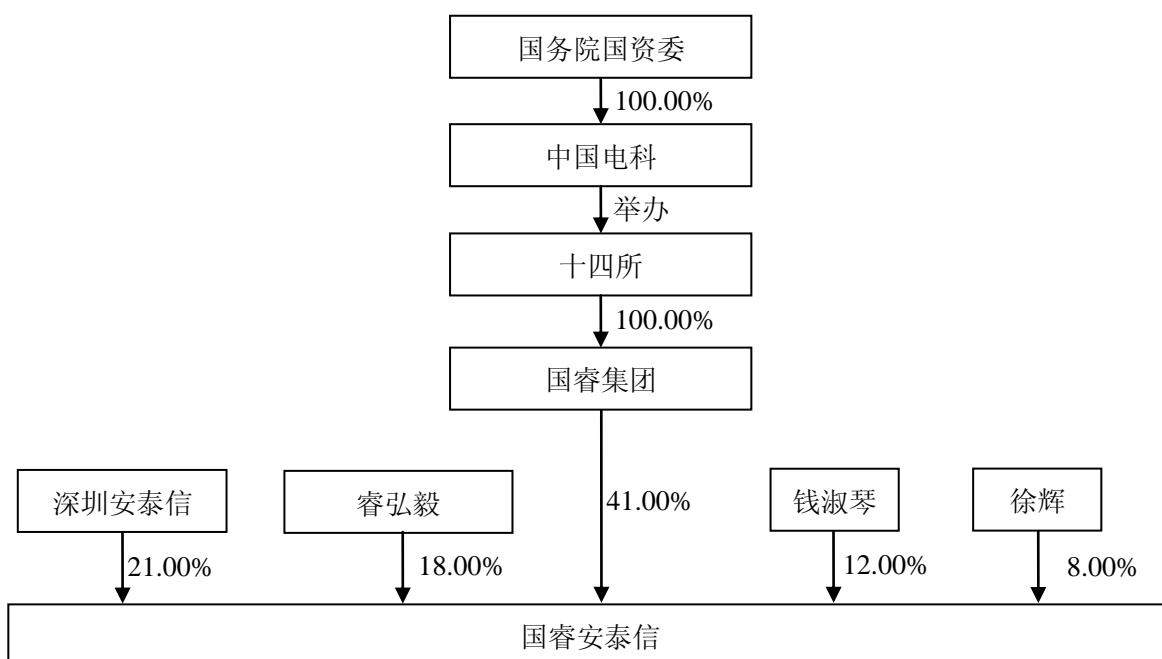 国务院国资委
100.00%
中国电科
举办
十四所
100.00%
国睿集团
深圳安泰信
睿弘毅
41.00%
钱淑琴
徐辉
21.00%
18.00%
12.00%
8.00%
国睿安泰信